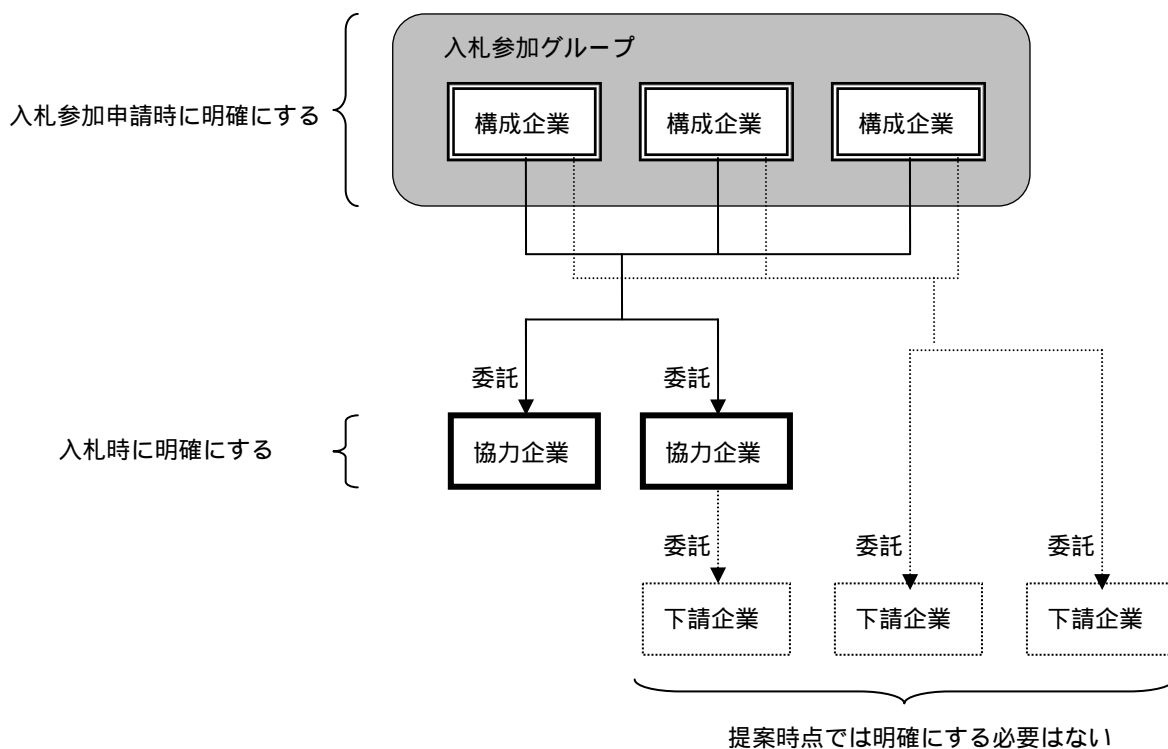 入札参加グループ
入札参加申請時に明確にする
構成企業
構成企業
構成企業
委託
委託
入札時に明確にする
協力企業
協力企業
委託
委託
委託
下請企業
下請企業
下請企業
提案時点では明確にする必要はない